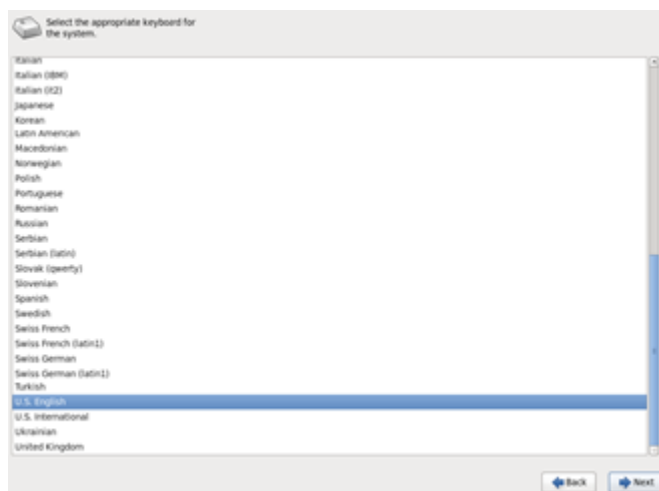 Select the appropriate keyboard for
the system.
Italian
Italian (IBM)
Italian (it2)
Japanese
Korean
Latin American
Macedonian
Norwegian
Polish
Portuguese
Romanian
Russian
Serbian
Serbian (latin)
Slovak (qwerty)
Slovenian
Spanish
Swedish
Swiss French
Swiss French (latin1)
Swiss German
Swiss German (latin1)
Turkish
U.S. English
U.S. International
Ukrainian
United Kingdom
Back
Next